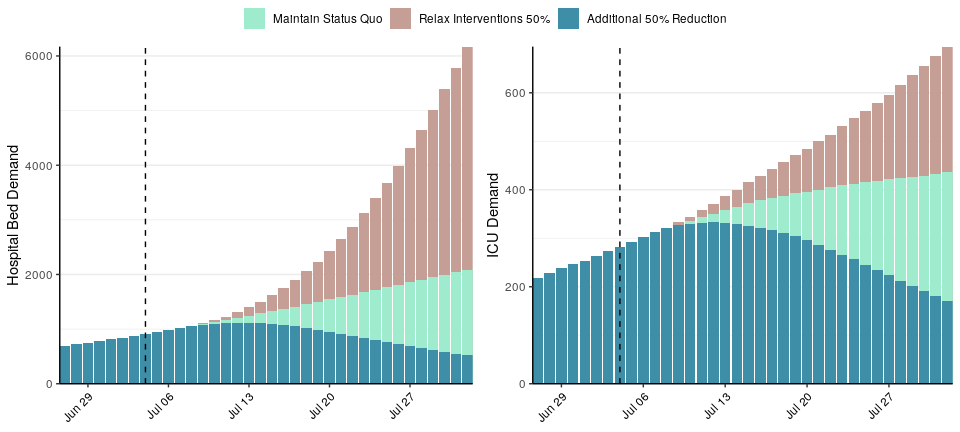 Maintain Status Quo Relax Interventions 50% Additional 50% Reduction
Hospital Bed Demand
6000
4000
2000
0
Jun 29 Jul 06 Jul 13 Jul 20 Jul 27
ICU Demand
600
400
200
0
Jun 29 Jul 06 Jul 13 Jul 20 Jul 27